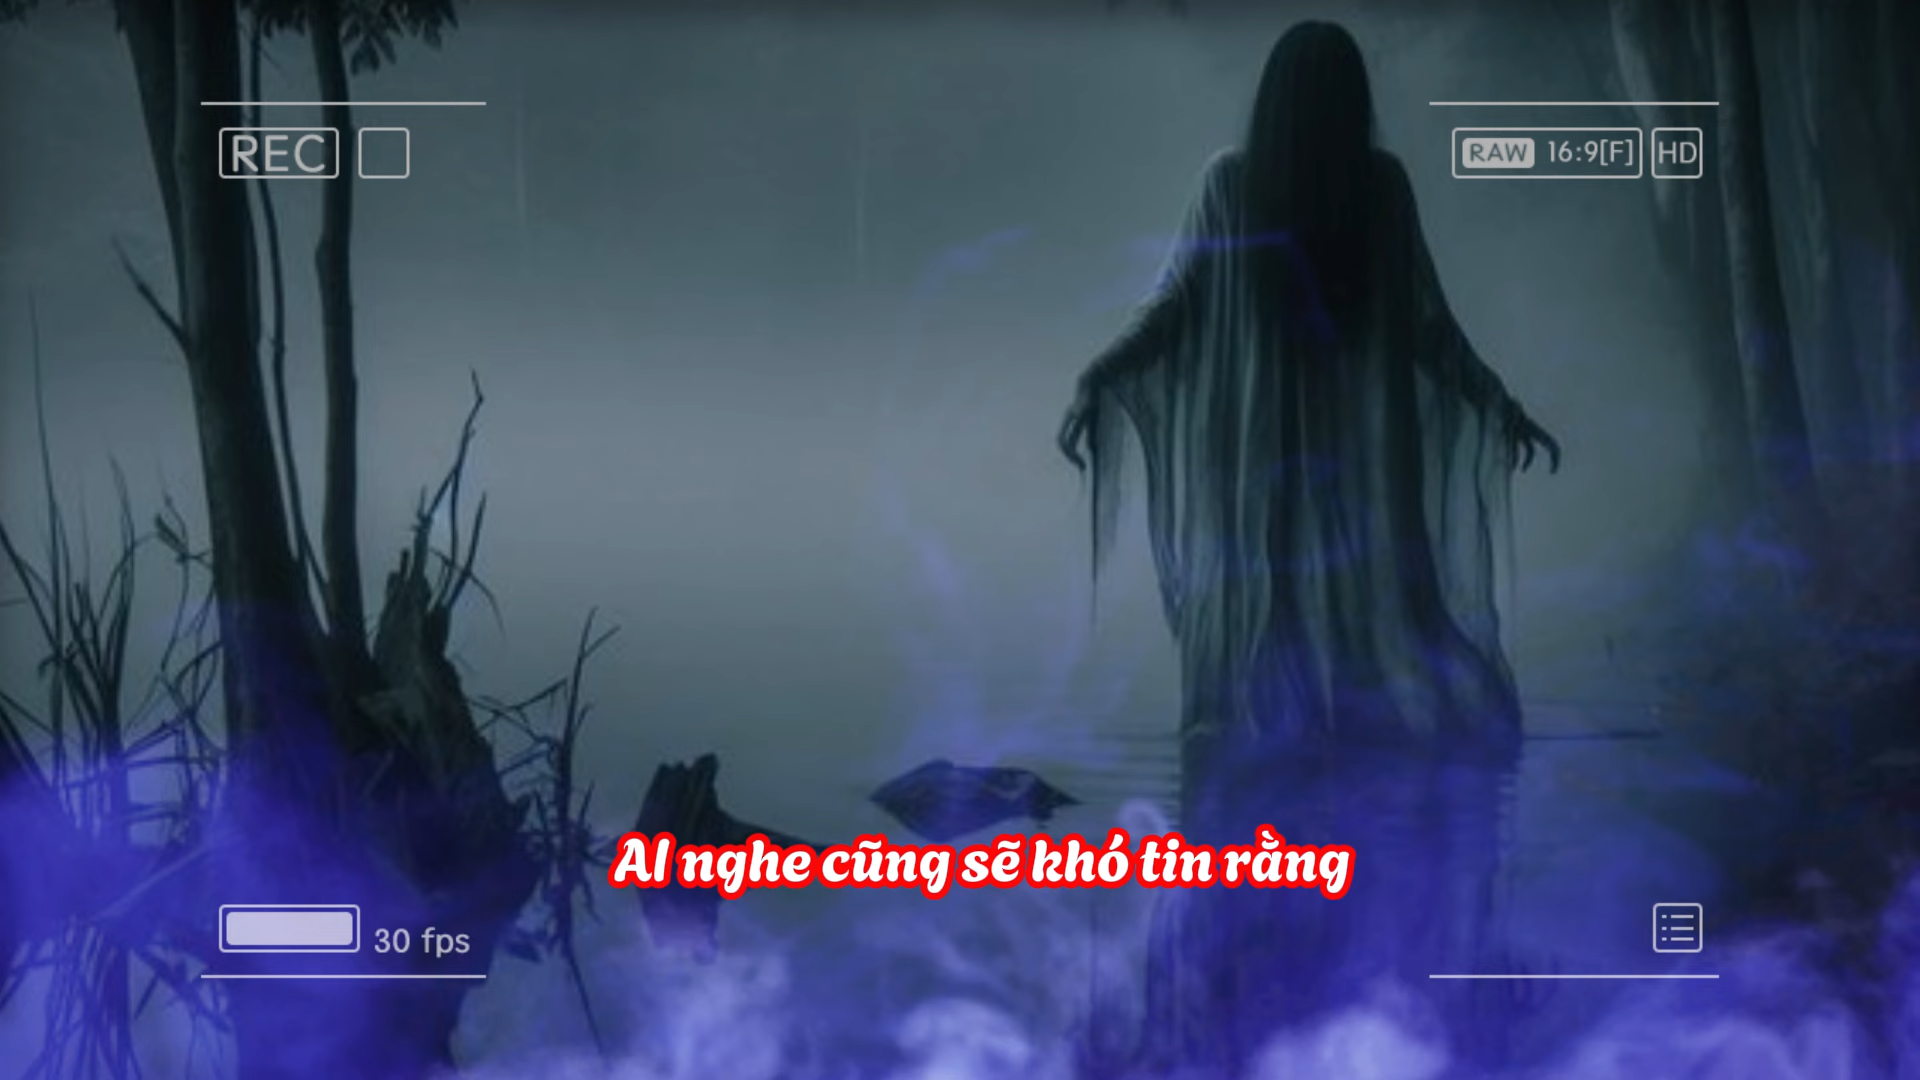 REC
RAW 16:9[F] HD
AI nghe cũng sẽ khó tin rằng
30 fps